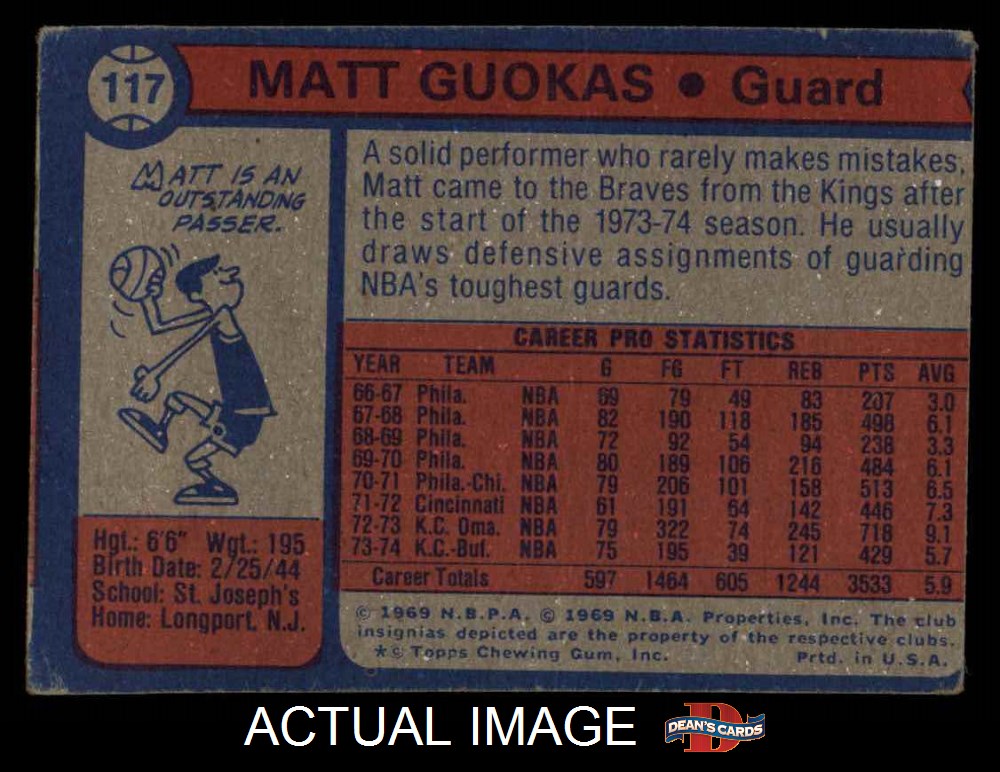 117
MATT GUOKAS • Guard
MATT IS AN
OUTSTANDING
PASSER.
A solid performer who rarely makes mistakes,
Matt came to the Braves from the Kings after
the start of the 1973-74 season. He usually
draws defensive assignments of guarding
NBA's toughest guards.
CAREER PRO STATISTICS
YEAR TEAM G FG FT REB PTS AVG
66-67 Phila. NBA 69 79 49 83 207 3.0
67-68 Phila. NBA 82 190 118 185 498 6.1
68-69 Phila. NBA 72 92 54 94 238 3.3
69-70 Phila. NBA 80 189 106 216 484 6.1
70-71 Phila.-Chi. NBA 79 206 101 158 513 6.5
71-72 Cincinnati NBA 61 191 64 142 446 7.3
72-73 K.C. Oma. NBA 79 322 74 245 718 9.1
73-74 K.C.-Buf. NBA 75 195 39 121 429 5.7
Career Totals 597 1464 605 1244 3533 5.9
Hgt.: 6'6" Wgt.: 195
Birth Date: 2/25/44
School: St. Joseph's
Home: Longport, N.J.
© 1969 N.B.P.A. © 1969 N.B.A. Properties, Inc. The club
insignias depicted are the property of the respective clubs.
*© Topps Chewing Gum, Inc. Prtd. in U.S.A.
ACTUAL IMAGE
D
DEAN'S CARDS